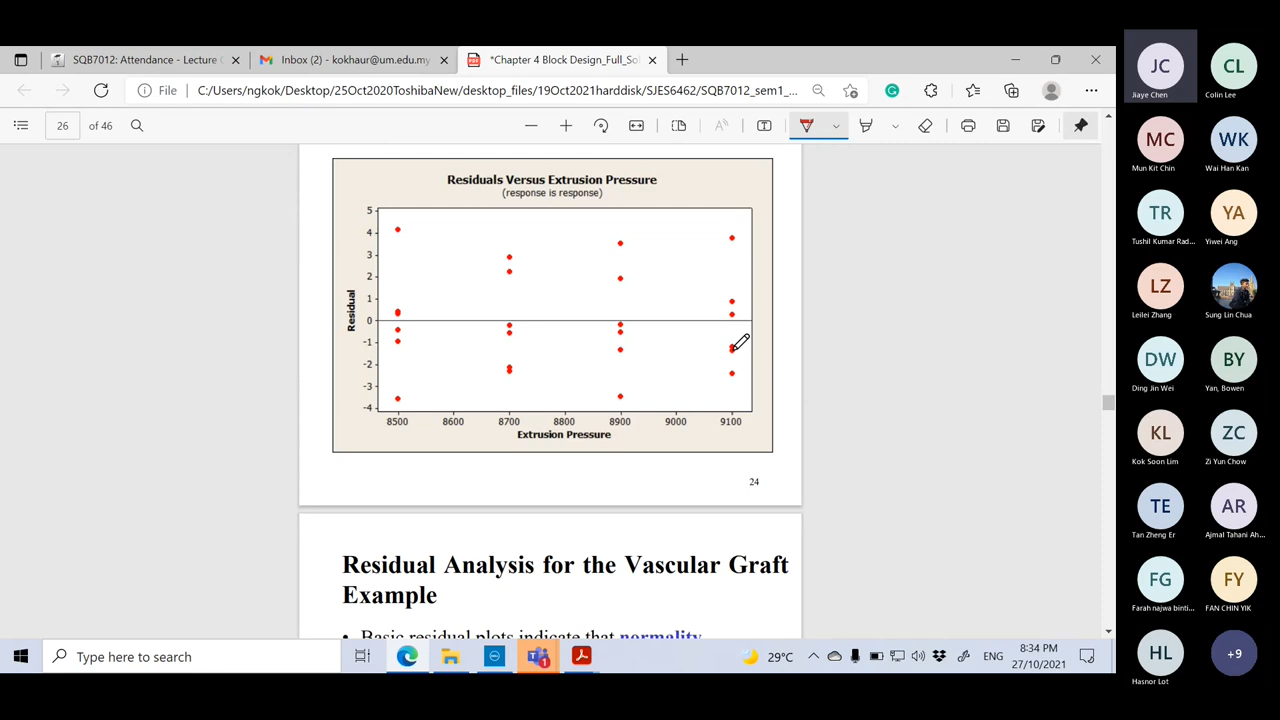 SQB7012: Attendance - Lecture (
Inbox (2) - kokhaur@um.edu.my
*Chapter 4 Block Design_Full_So
File
C:/Users/ngkok/Desktop/25Oct2020ToshibaNew/desktop_files/19Oct2021harddisk/SJES6462/SQB7012_sem1_...
26 of 46
Residuals Versus Extrusion Pressure
(response is response)
5
4
3
2
1
0
-1
-2
-3
-4
Residual
8500 8600 8700 8800 8900 9000 9100
Extrusion Pressure
24
Residual Analysis for the Vascular Graft
Example
• Basic residual plots indicate that normality
Type here to search
1
29°C
ENG
8:34 PM
27/10/2021
JC
Jiaye Chen
CL
Colin Lee
MC
Mun Kit Chin
WK
Wai Han Kan
TR
Tushil Kumar Rad...
YA
Yiwei Ang
LZ
Leilei Zhang
Sung Lin Chua
DW
Ding Jin Wei
BY
Yan, Bowen
KL
Kok Soon Lim
ZC
Zi Yun Chow
TE
Tan Zheng Er
AR
Ajmal Tahani Ah...
FG
Farah najwa binti...
FY
FAN CHIN YIK
HL
Hasnor Lot
+9